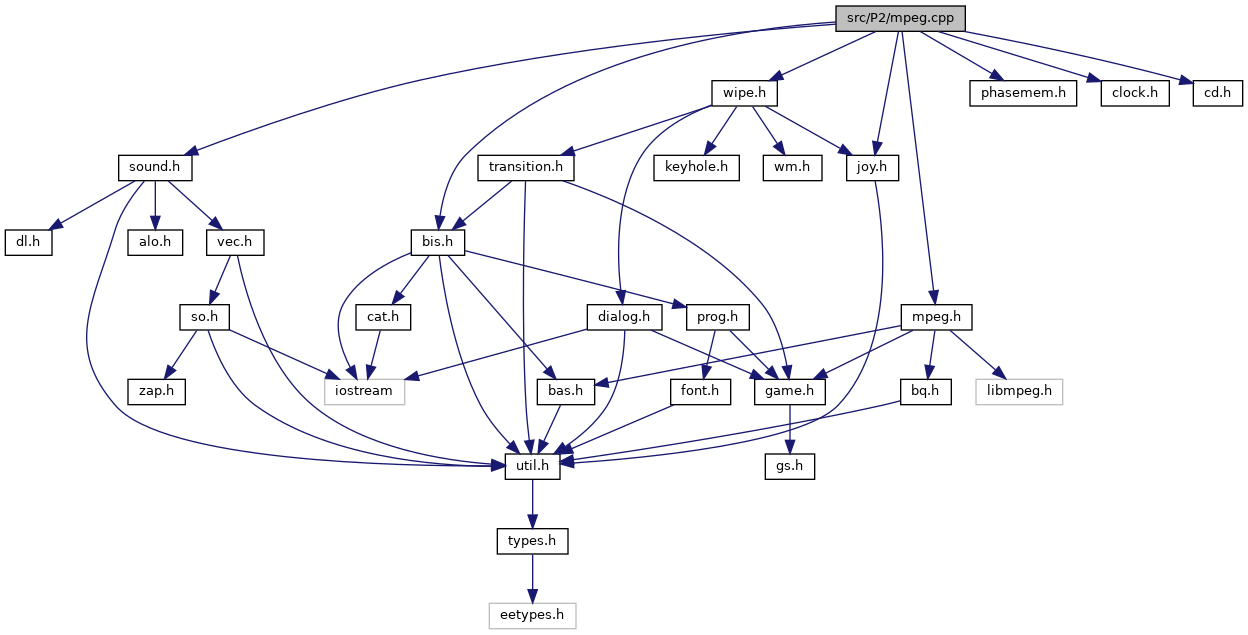 src/P2/mpeg.cpp
wipe.h
phasemem.h
clock.h
cd.h
sound.h
transition.h
keyhole.h
wm.h
joy.h
dl.h
alo.h
vec.h
bis.h
so.h
cat.h
dialog.h
prog.h
mpeg.h
zap.h
iostream
bas.h
font.h
game.h
bq.h
libmpeg.h
util.h
gs.h
types.h
eetypes.h